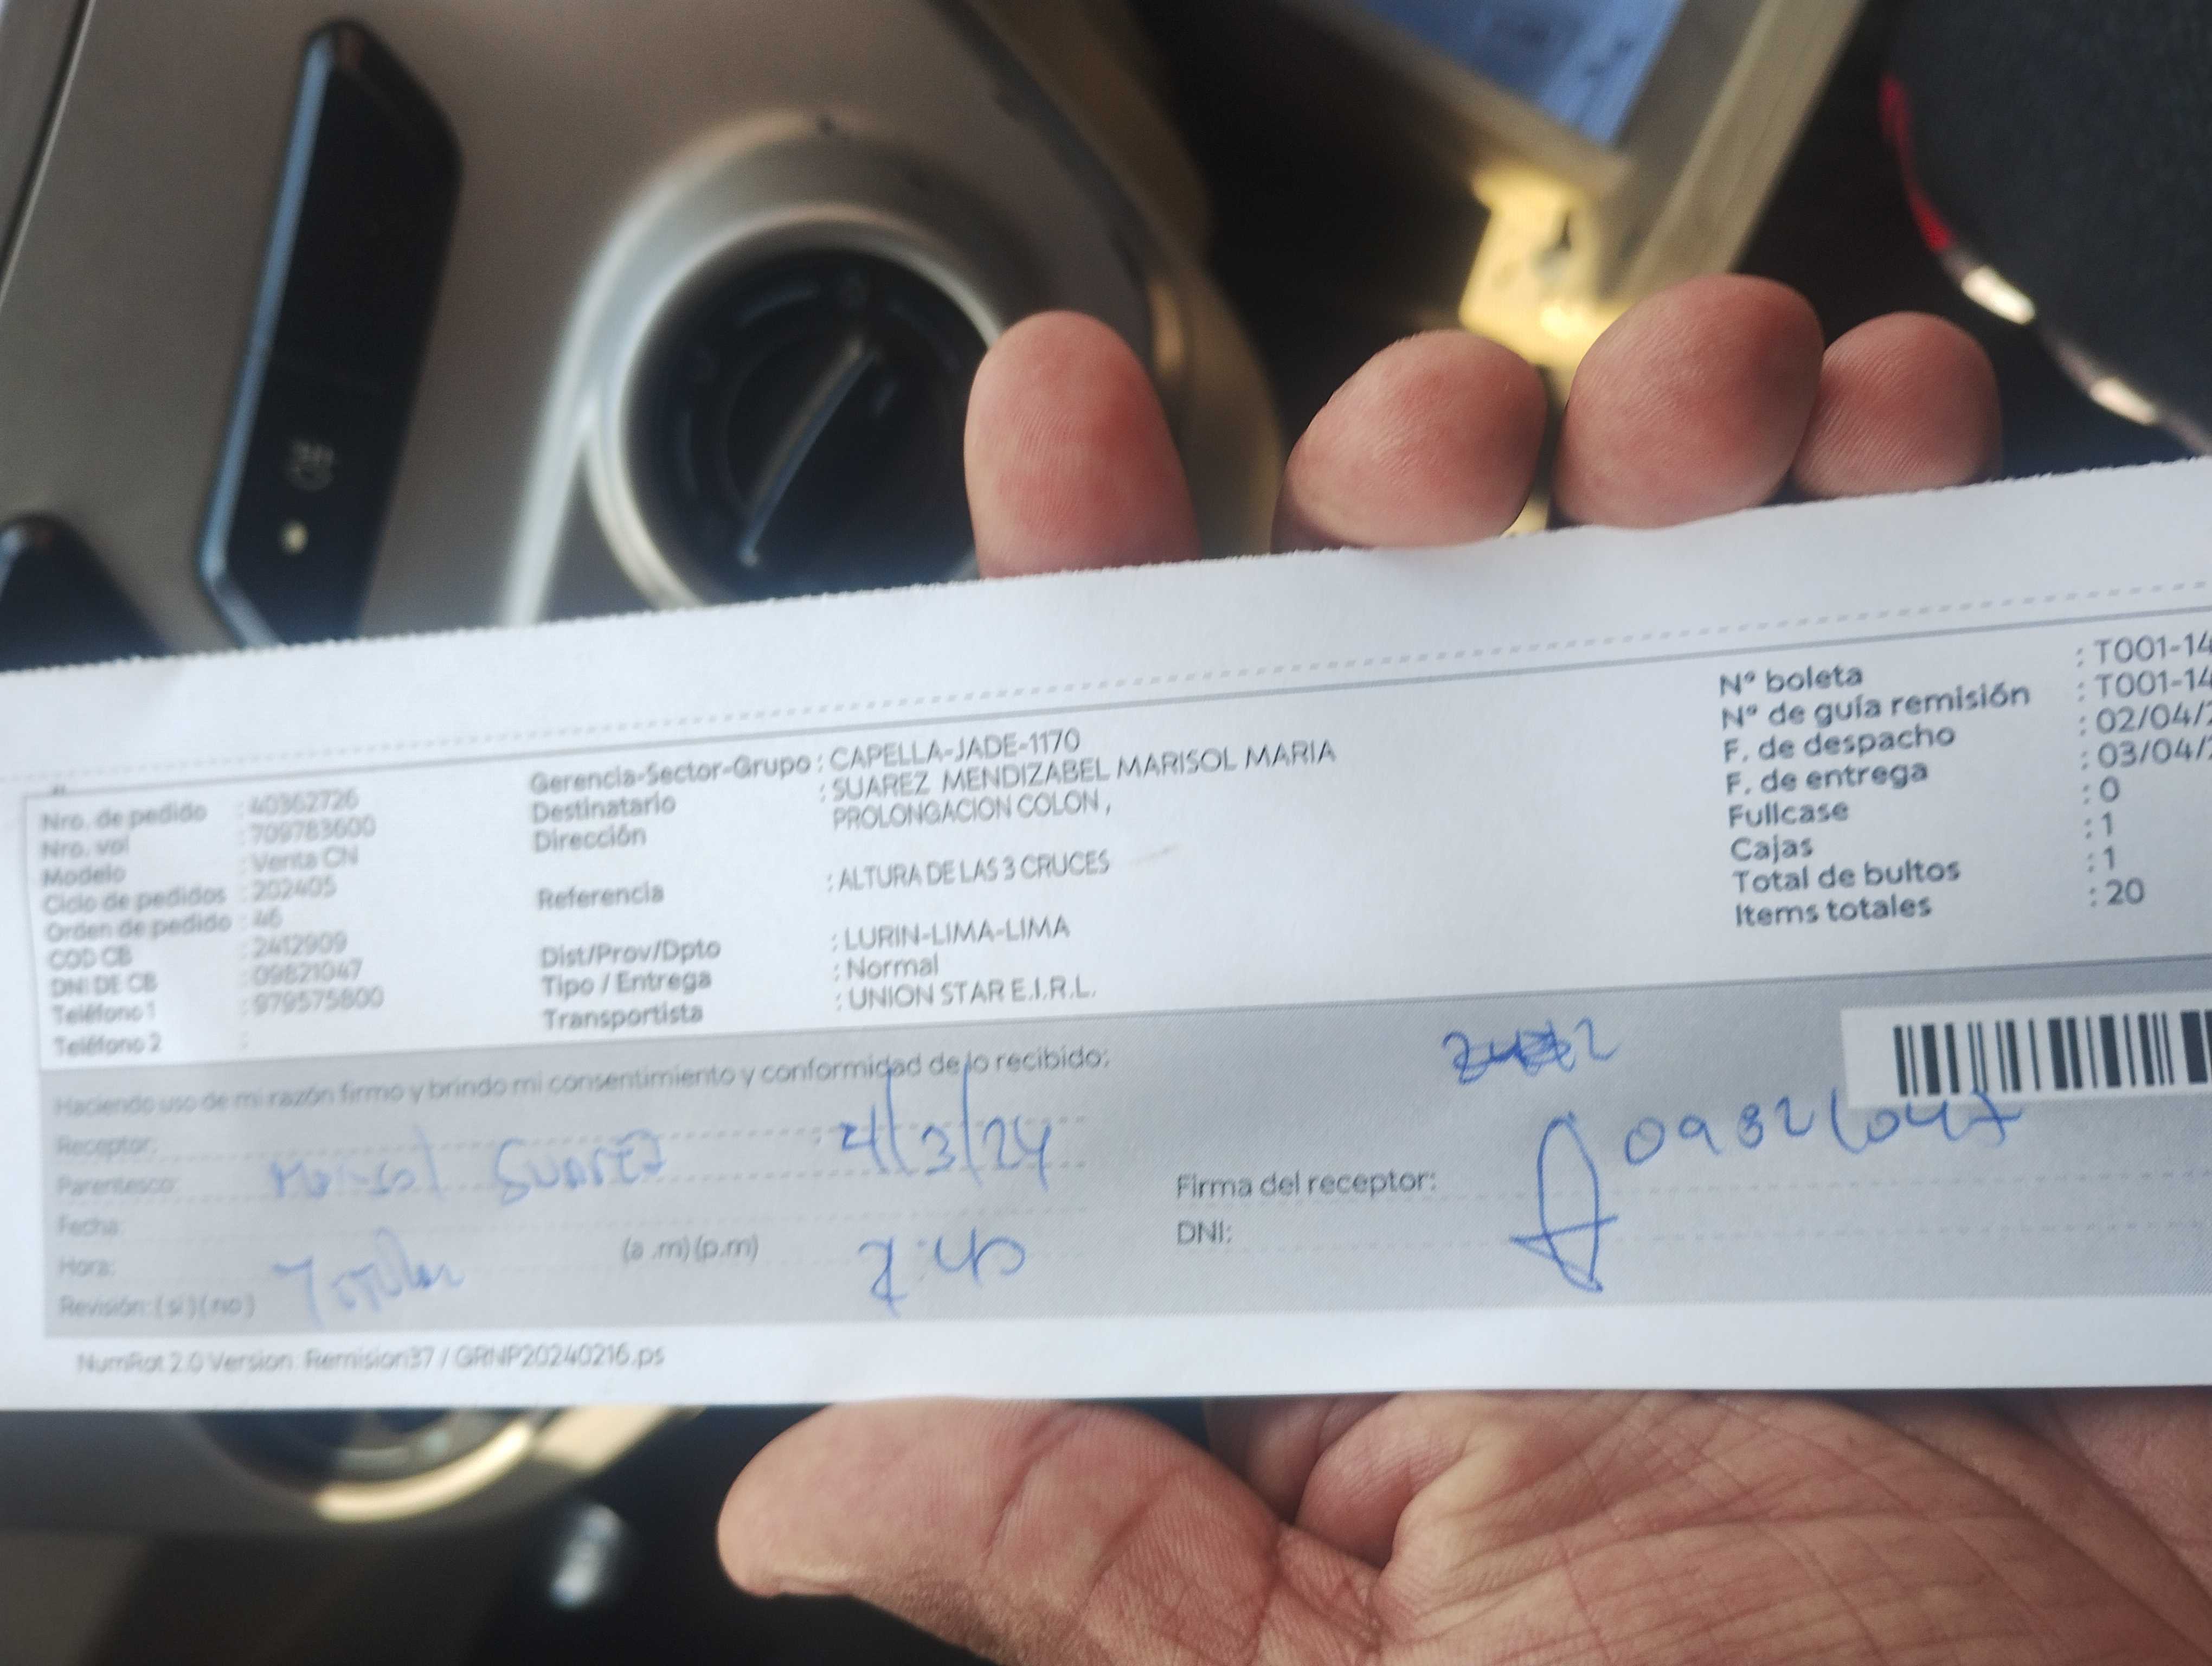 Nro. de pedido : 40362726
Nro. vol : 709783600
Modelo : Venta CN
Ciclo de pedidos : 202405
Orden de pedido : 46
COD CB : 2412909
DNI DE CB : 09821047
Teléfono 1 : 979575800
Teléfono 2 :
Gerencia-Sector-Grupo : CAPELLA-JADE-1170
Destinatario : SUAREZ MENDIZABEL MARISOL MARIA
Dirección PROLONGACION COLON ,
Referencia : ALTURA DE LAS 3 CRUCES
Dist/Prov/Dpto : LURIN-LIMA-LIMA
Tipo / Entrega : Normal
Transportista : UNION STAR E.I.R.L.
N° boleta : T001-14
N° de guía remisión : T001-14
F. de despacho : 02/04/
F. de entrega : 03/04/
Fullcase : 0
Cajas : 1
Total de bultos : 1
Items totales : 20
Haciendo uso de mi razón firmo y brindo mi consentimiento y conformidad de lo recibido:
Receptor:
Parentesco: Marisol Suarez 4/3/24
Fecha:
Hora: (a .m)(p.m) 7:40
Revisión: ( si )( no )
09821047
Firma del receptor:
DNI:
NumRot 2.0 Version: Remision37 / GRNP20240216.ps